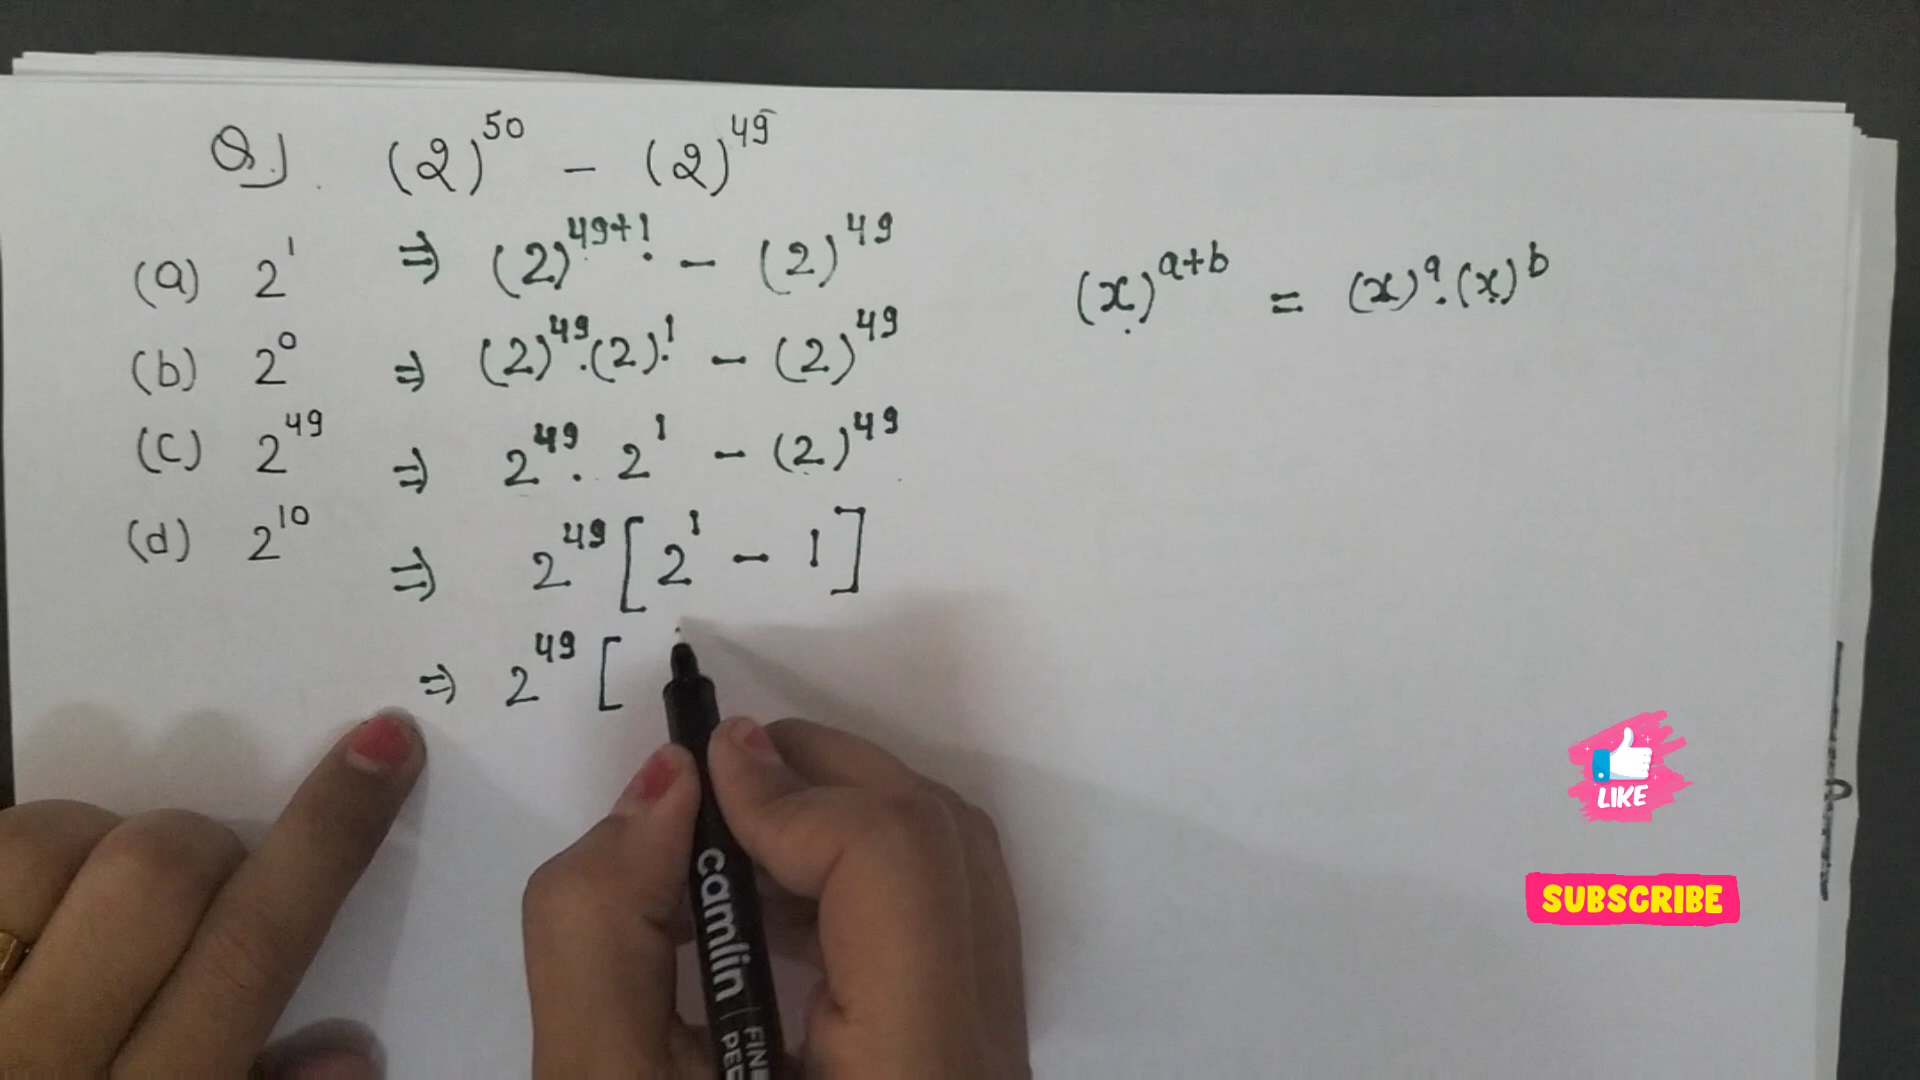 Q.) (2)^50 - (2)^49
(a) 2^1 ⇒ (2)^49+1 - (2)^49
(x)^a+b = (x)^a.(x)^b
(b) 2^0 ⇒ (2)^49.(2)^1 - (2)^49
(c) 2^49 ⇒ 2^49 . 2^1 - (2)^49
(d) 2^10 ⇒ 2^49 [2^1 - 1]
⇒ 2^49 [
LIKE
SUBSCRIBE
camlin
FINE
PE